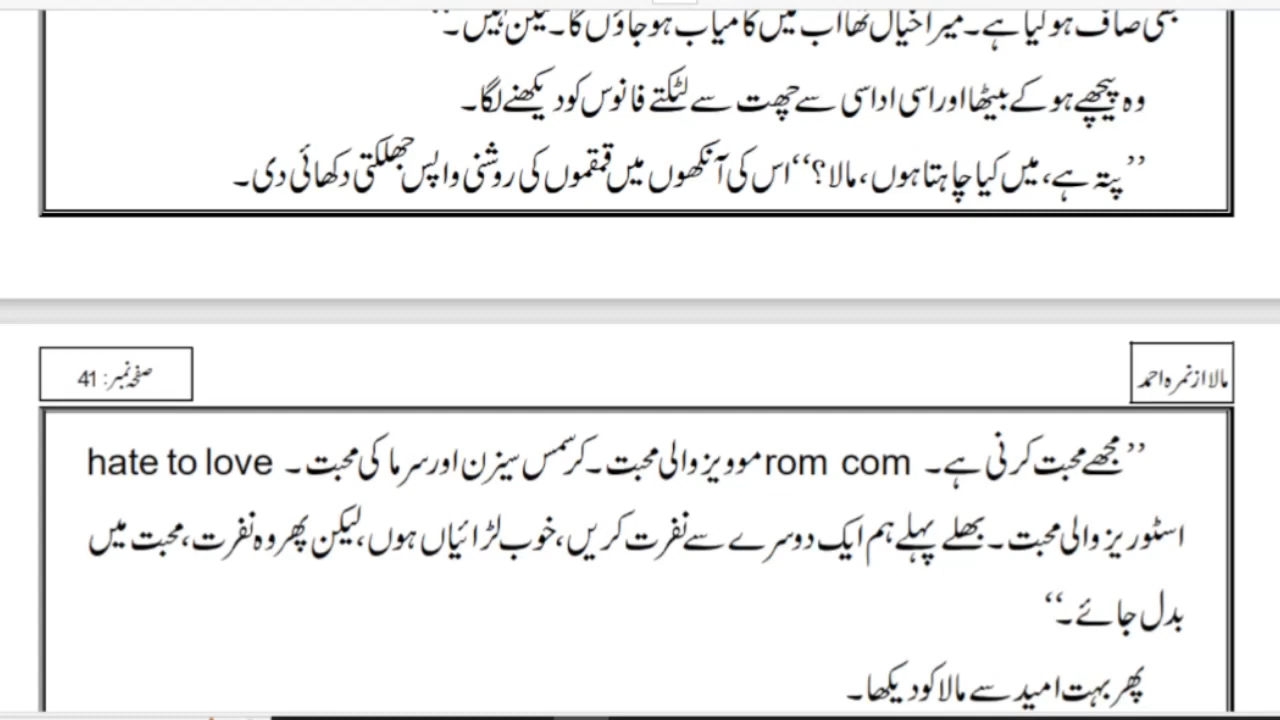 بھی صاف ہو گیا ہے۔ میرا خیال تھا اب میں کامیاب ہو جاؤں گا۔ لیکن نہیں۔‘‘
وہ پیچھے ہو کے بیٹھا اور اسی اداسی سے چھت سے لٹکتے فانوس کو دیکھنے لگا۔
’’پتہ ہے، میں کیا چاہتا ہوں، مالا؟‘‘ اس کی آنکھوں میں قمقموں کی روشنی واپس جھلکتی دکھائی دی۔
مالا از نمرہ احمد
صفحہ نمبر: 41
’’مجھے محبت کرنی ہے۔ rom com موویز والی محبت۔ کرسمس سیزن اور سرما کی محبت۔ hate to love
اسٹوریز والی محبت۔ بھلے پہلے ہم ایک دوسرے سے نفرت کریں، خوب لڑائیاں ہوں، لیکن پھر وہ نفرت، محبت میں
بدل جائے۔‘‘
پھر بہت امید سے مالا کو دیکھا۔